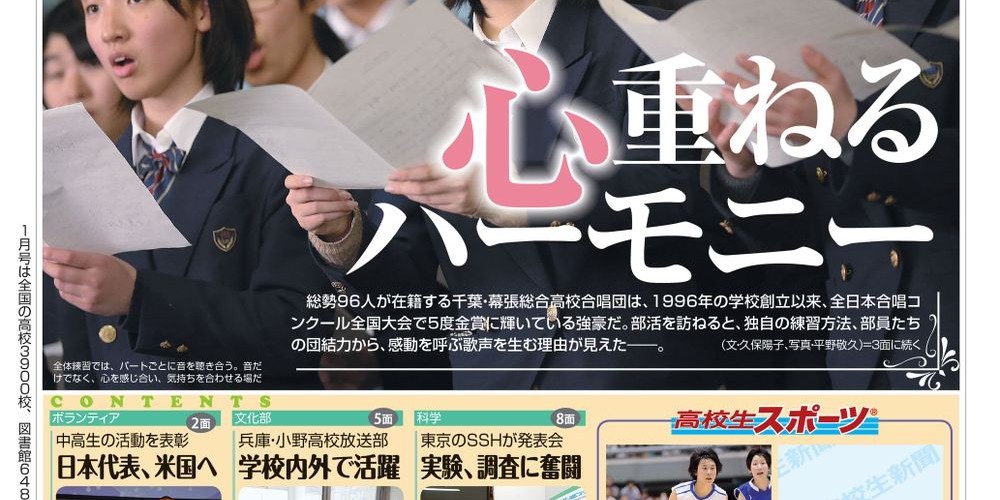 心重ねる
ハーモニー
総勢96人が在籍する千葉・幕張総合高校合唱団は、1996年の学校創立以来、全日本合唱コ
ンクール全国大会で5度金賞に輝いている強豪だ。部活を訪ねると、独自の練習方法、部員たち
の団結力から、感動を呼ぶ歌声を生む理由が見えた――。
(文・久保陽子、写真・平野敬久)=3面に続く
全体練習では、パートごとに音を聴き合う。音だ
けでなく、心を感じ合い、気持ちを合わせる場だ
1月号は全国の高校3900校、図書館648
CONTENTS
ボランティア
2面
中高生の活動を表彰
日本代表、米国へ
文化部
5面
兵庫・小野高校放送部
学校内外で活躍
科学
8面
東京のSSHが発表会
実験、調査に奮闘
高校生スポーツ®